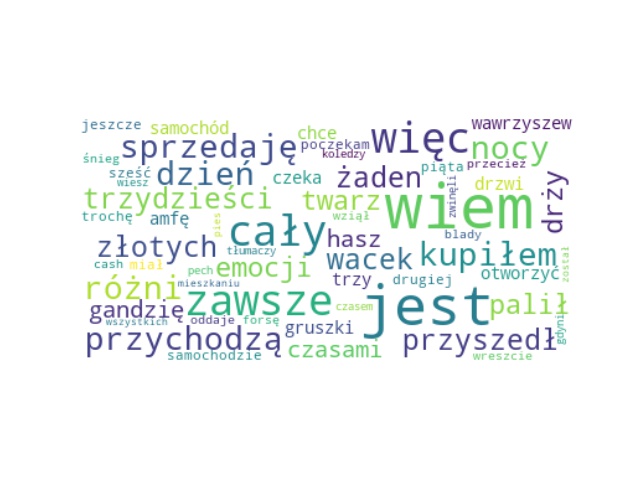 jeszcze samochód chce więc wawrzyszew
sprzedaję poczekam koledzy nocy
śnieg sześć dzień czeka żaden piąta przecież
wiesz zwinęli drzwi drży
trzydzieści twarz wiem
trochę amfę pies cały wziął
złotych tłumaczy hasz blady kupiłem
cash miał pech emocji wacek otworzyć został
różni mieszkaniu trzy drugiej
gandzię zawsze czasem jest palił
wszystkich oddaje forsę gruszki gdyni
przychodzą czasami przyszedł
samochodzie wreszcie